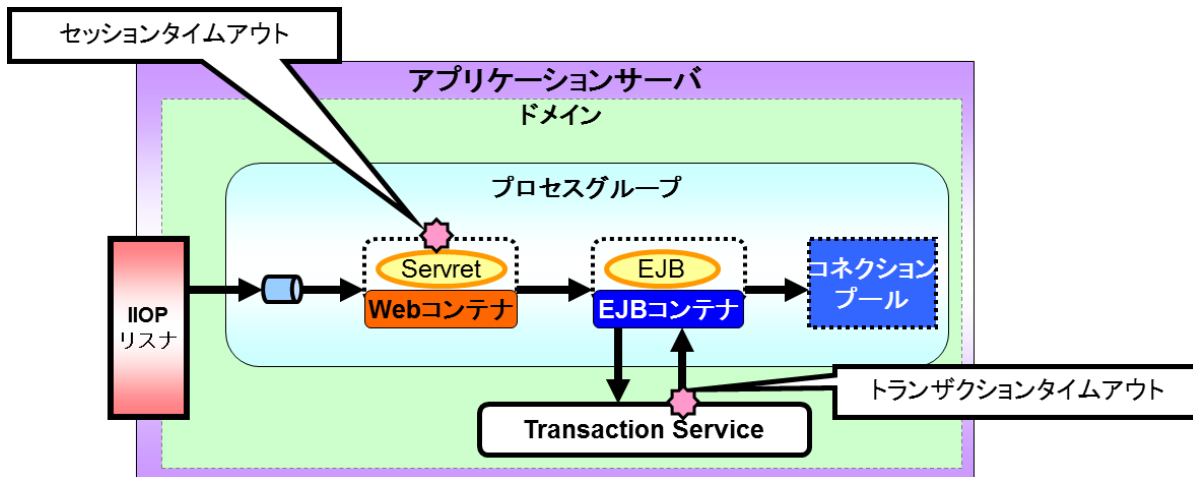 セッションタイムアウト
アプリケーションサーバ
ドメイン
プロセスグループ
Servret
EJB
コネクション
プール
Webコンテナ
EJBコンテナ
IIOP
リスナ
トランザクションタイムアウト
Transaction Service